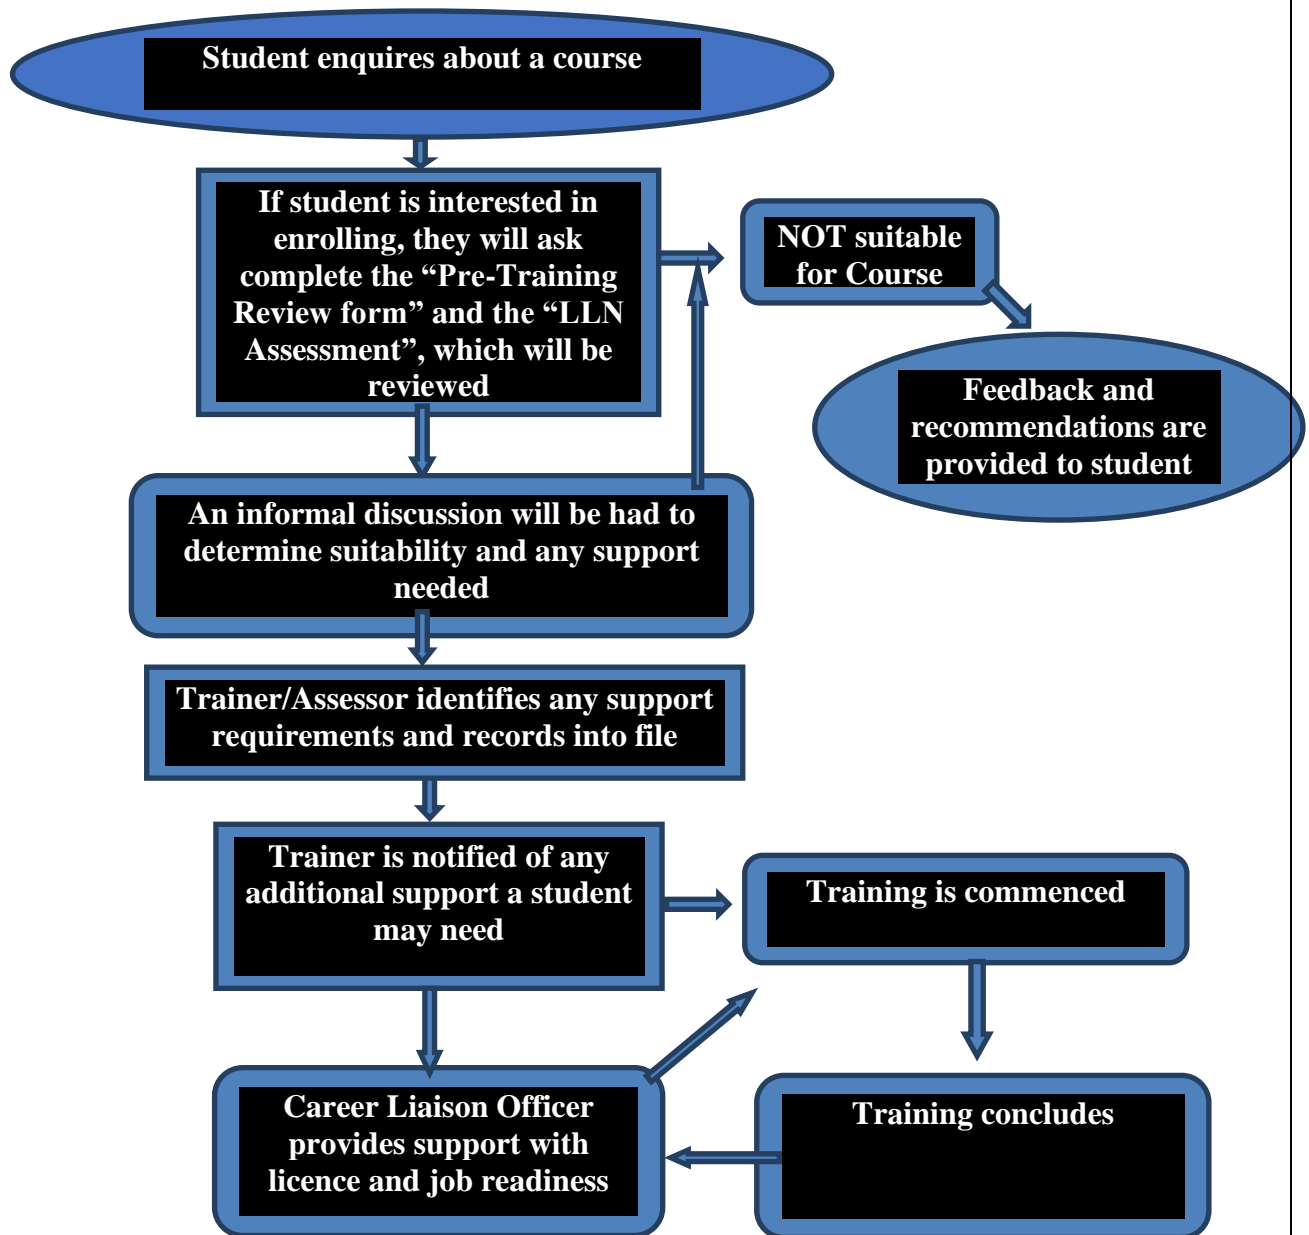 Student enquires about a course
If student is interested in
enrolling, they will ask
complete the “Pre-Training
Review form” and the “LLN
Assessment”, which will be
reviewed
NOT suitable
for Course
Feedback and
recommendations are
provided to student
An informal discussion will be had to
determine suitability and any support
needed
Trainer/Assessor identifies any support
requirements and records into file
Trainer is notified of any
additional support a student
may need
Training is commenced
Career Liaison Officer
provides support with
licence and job readiness
Training concludes